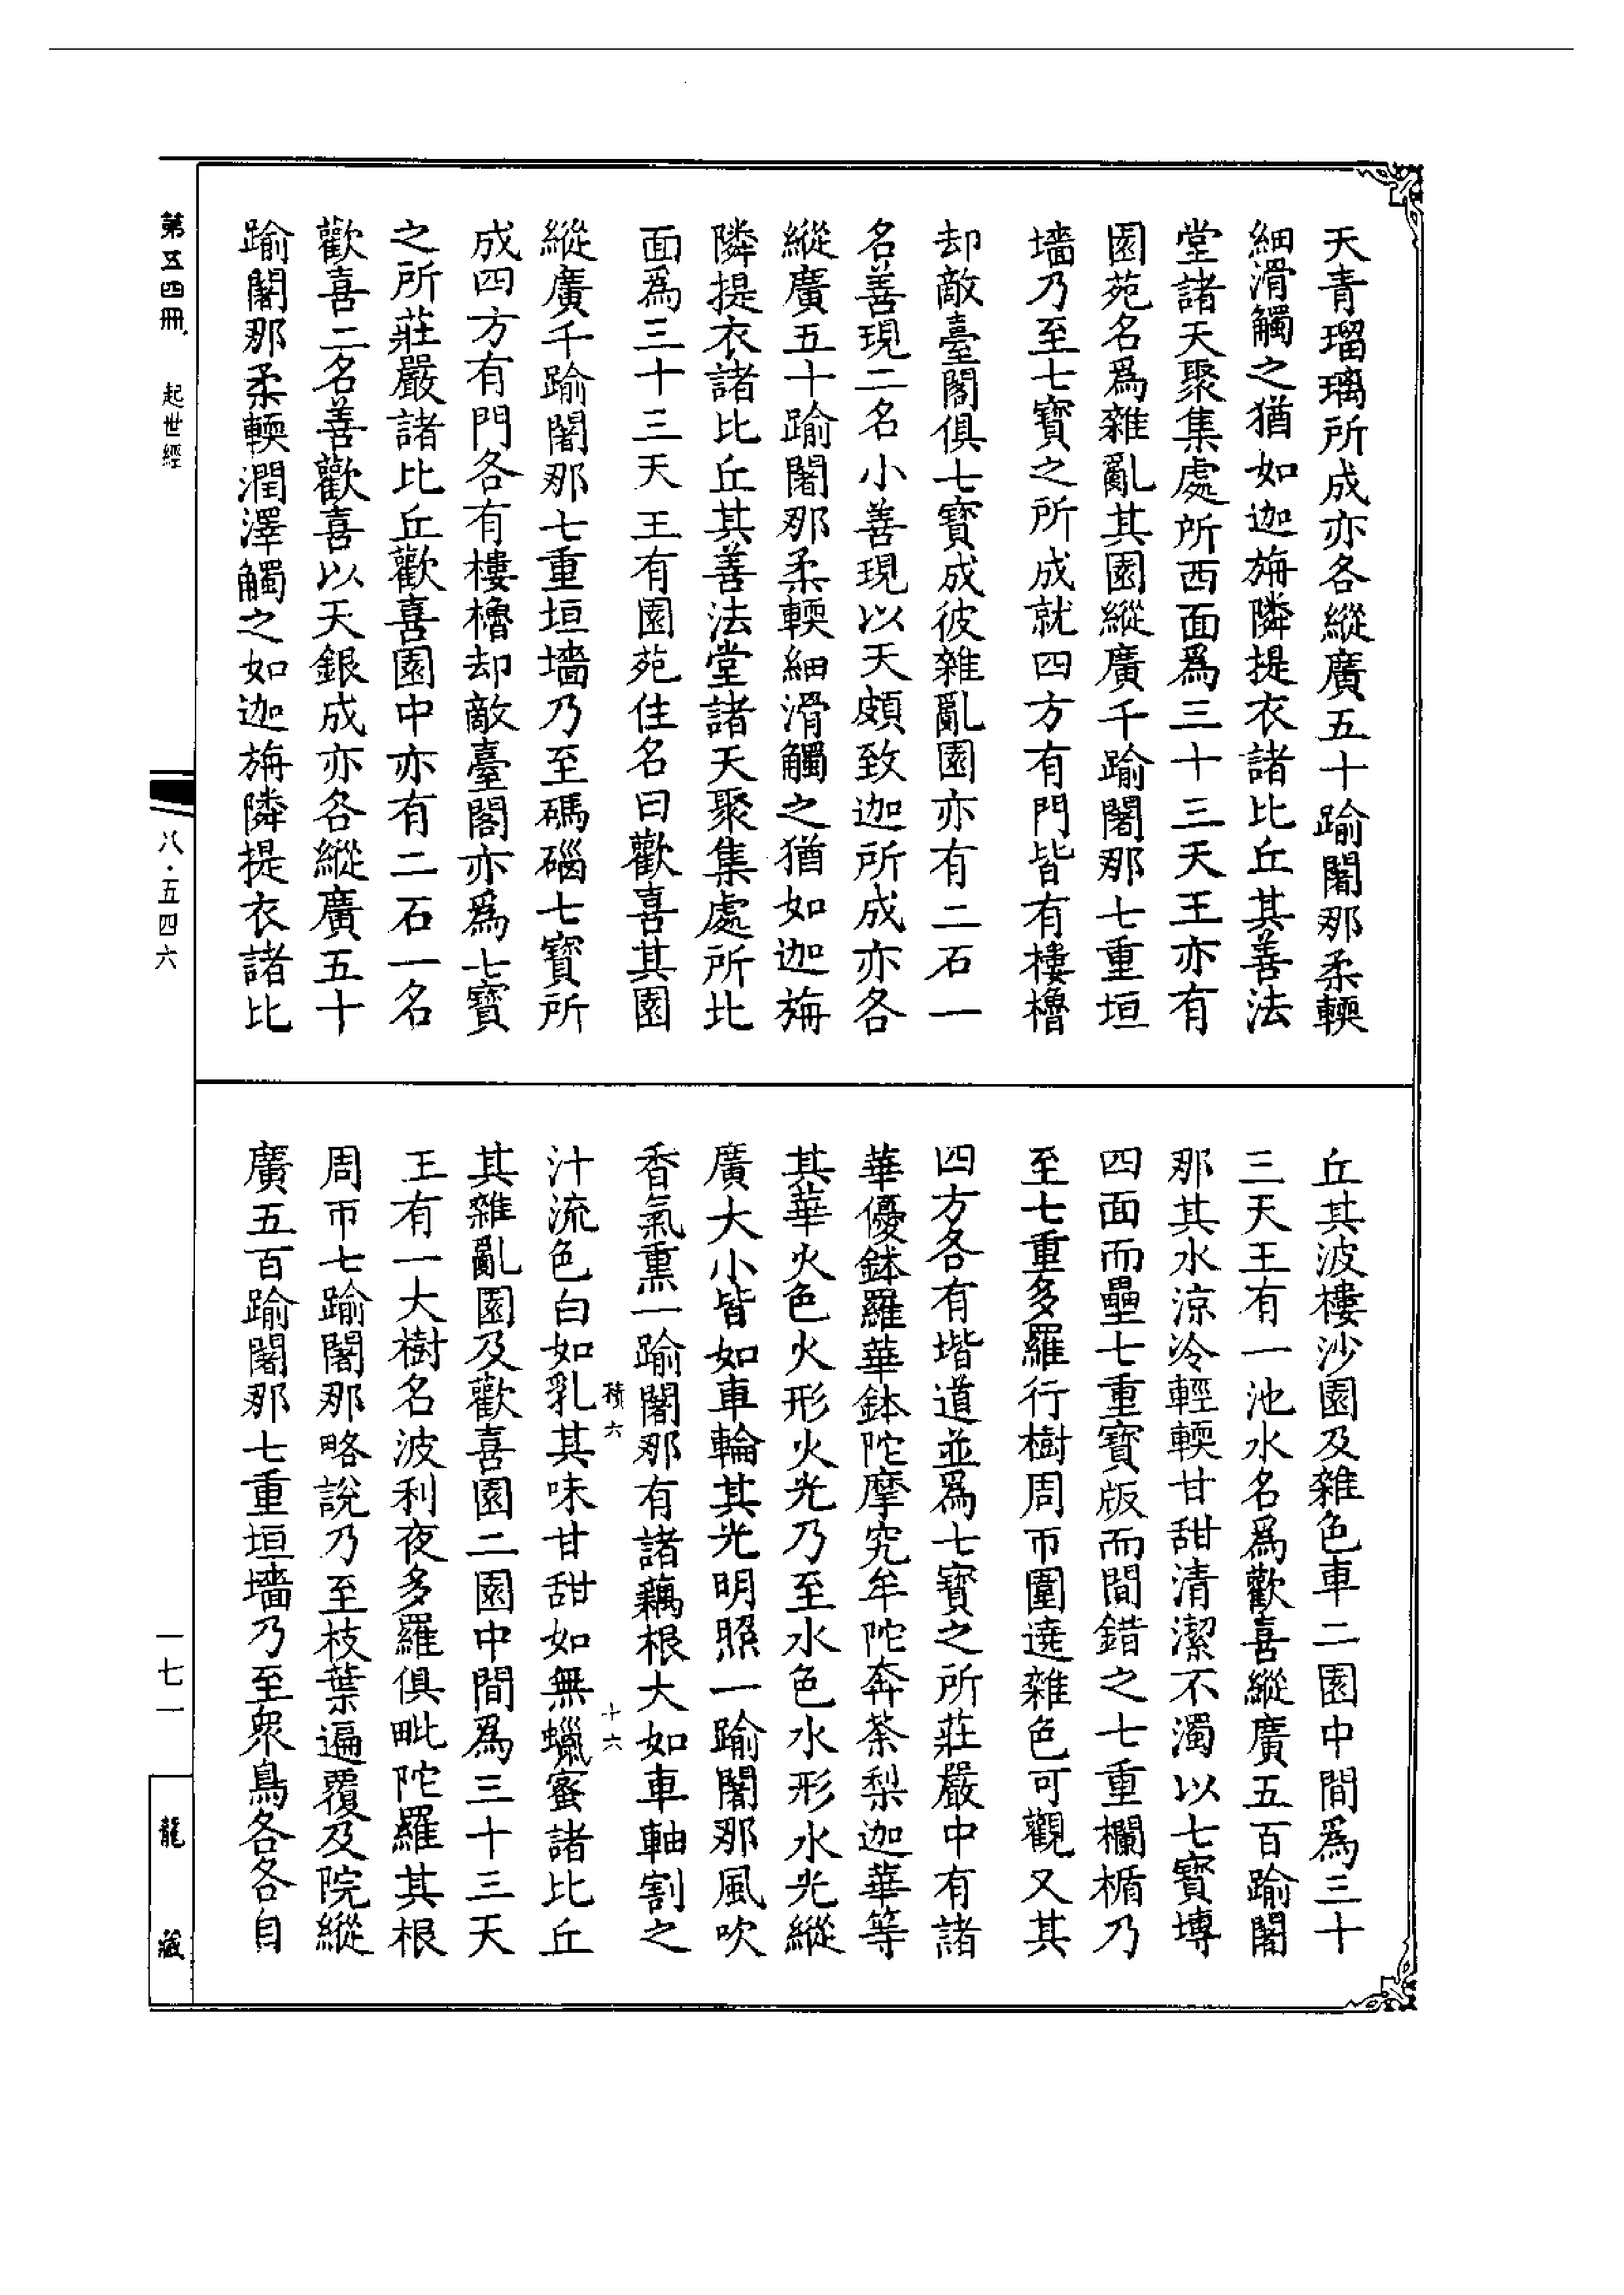 天青瑠璃所成亦各縱廣五十踰闍那柔輭
細滑觸之猶如迦旃隣提衣諸比丘其善法
堂諸天聚集處所西面爲三十三天王亦有
園苑名爲雜亂其園縱廣千踰闍那七重垣
墻乃至七寶之所成就四方有門皆有樓櫓
却敵臺閣俱七寶成彼雜亂園亦有二石一
名善現二名小善現以天頗致迦所成亦各
縱廣五十踰闍那柔輭細滑觸之猶如迦旃
隣提衣諸比丘其善法堂諸天聚集處所北
面爲三十三天王有園苑住名曰歡喜其園
縱廣千踰闍那七重垣墻乃至碼碯七寶所
成四方有門各有樓櫓却敵臺閣亦爲七寶
之所莊嚴諸比丘歡喜園中亦有二石一名
歡喜二名善歡喜以天銀成亦各縱廣五十
踰闍那柔輭潤澤觸之如迦旃隣提衣諸比
丘其波樓沙園及雜色車二園中間爲三十
三天王有一池水名爲歡喜縱廣五百踰闍
那其水涼冷輕輭甘甜清潔不濁以七寶塼
四面而壘七重寶版而間錯之七重欄楯乃
至七重多羅行樹周帀圍遶雜色可觀又其
四方各有堦道並爲七寶之所莊嚴中有諸
華優鉢羅華鉢陀摩究牟陀奔荼梨迦華等
其華火色火形火光乃至水色水形水光縱
廣大小皆如車輪其光明照一踰闍那風吹
香氣熏一踰闍那有諸藕根大如車軸割之
積六 十六
汁流色白如乳其味甘甜如無蠟蜜諸比丘
其雜亂園及歡喜園二園中間爲三十三天
王有一大樹名波利夜多羅俱毗陀羅其根
周帀七踰闍那略說乃至枝葉遍覆及院縱
廣五百踰闍那七重垣墻乃至衆鳥各各自
第五四冊 起世經
八·五四六
一七一
龍藏